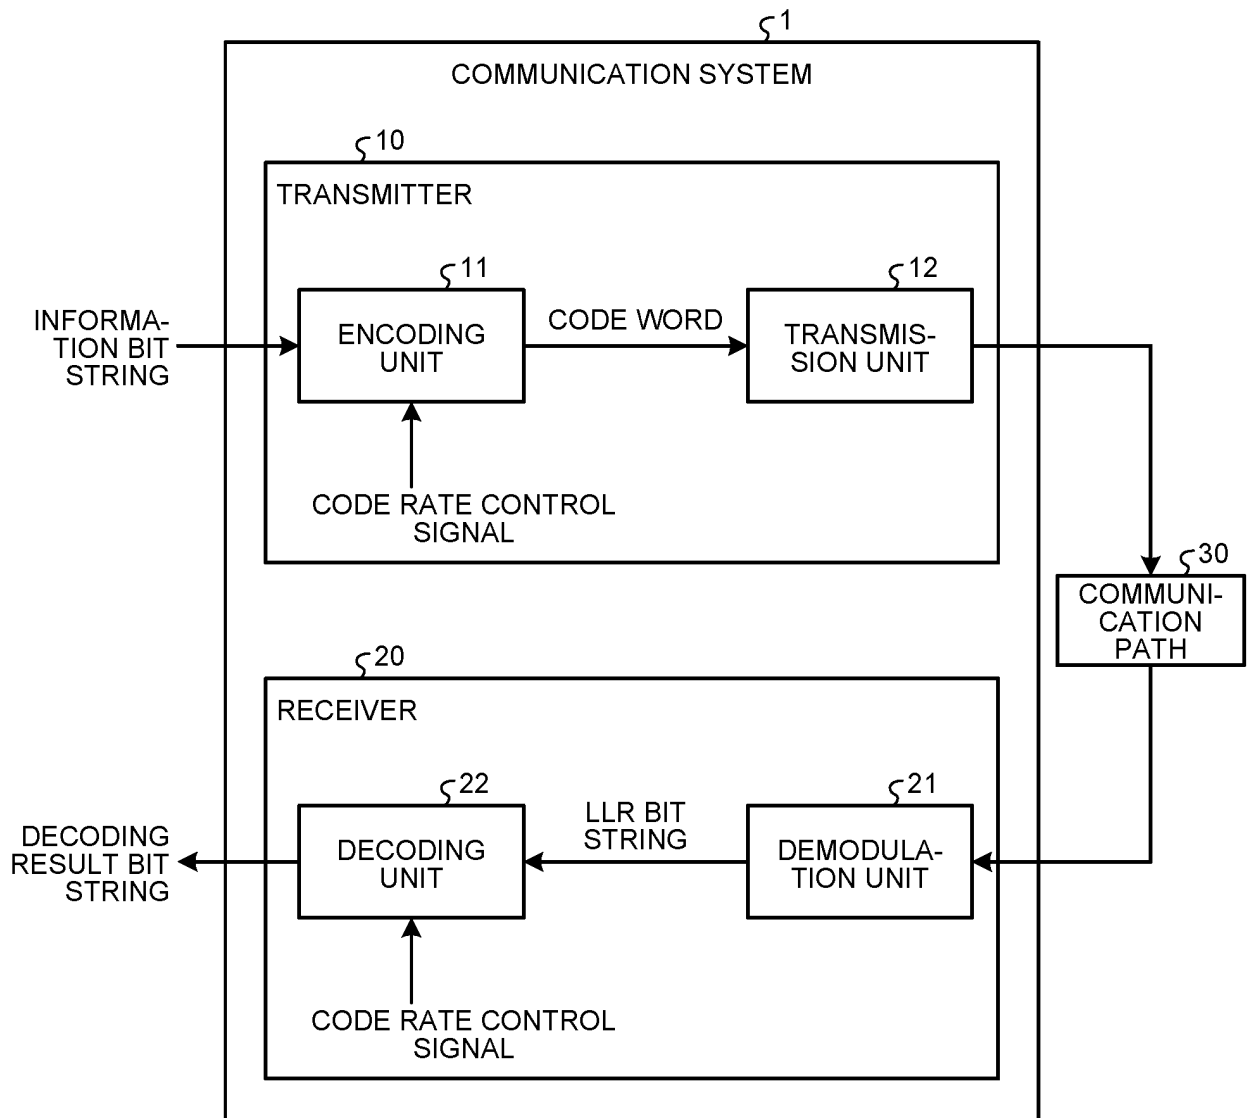 1
COMMUNICATION SYSTEM
10
TRANSMITTER
11
12
INFORMA-
TION BIT
STRING
ENCODING
UNIT
CODE WORD
TRANSMIS-
SION UNIT
CODE RATE CONTROL
SIGNAL
30
COMMUNI-
CATION
PATH
20
RECEIVER
22
21
DECODING
RESULT BIT
STRING
DECODING
UNIT
LLR BIT
STRING
DEMODULA-
TION UNIT
CODE RATE CONTROL
SIGNAL